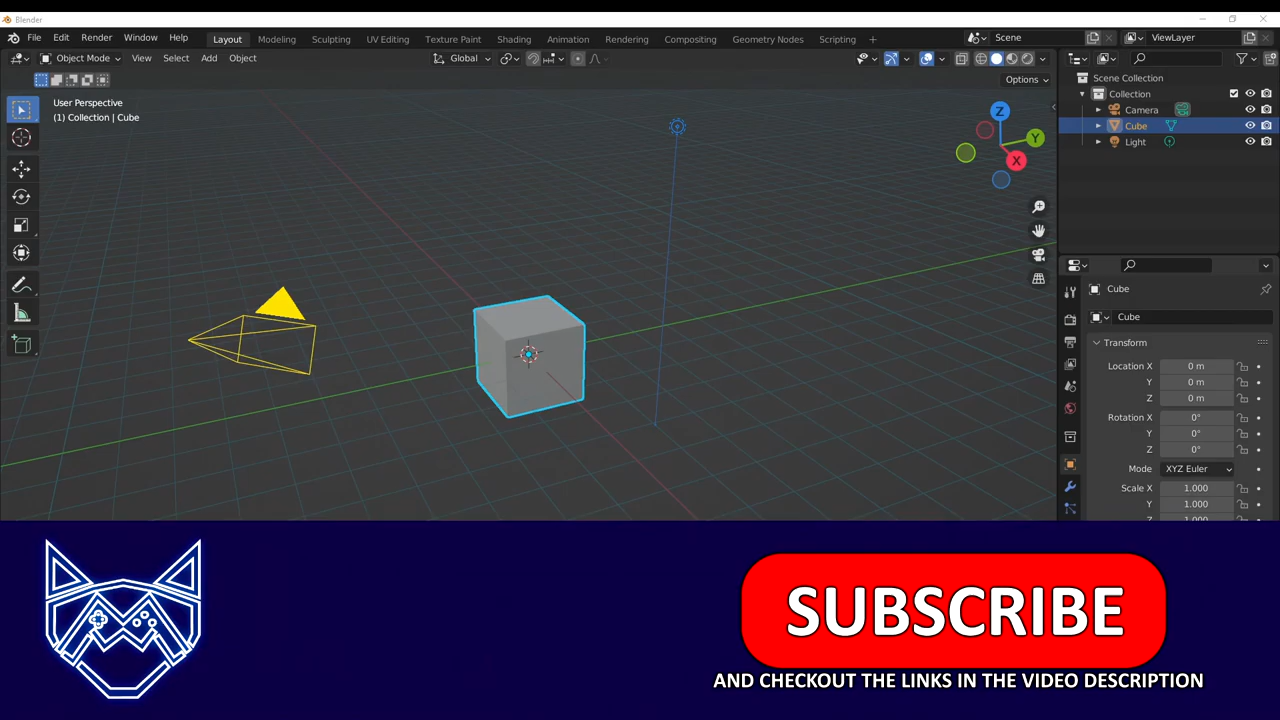 Blender
File Edit Render Window Help Layout Modeling Sculpting UV Editing Texture Paint Shading Animation Rendering Compositing Geometry Nodes Scripting + Scene ViewLayer
Object Mode View Select Add Object Global
Options
User Perspective
(1) Collection | Cube
Z
Y
X
Scene Collection
Collection
Camera
Cube
Light
Cube
Cube
Transform
Location X 0 m
Y 0 m
Z 0 m
Rotation X 0°
Y 0°
Z 0°
Mode XYZ Euler
Scale X 1.000
Y 1.000
Z 1.000
SUBSCRIBE
AND CHECKOUT THE LINKS IN THE VIDEO DESCRIPTION